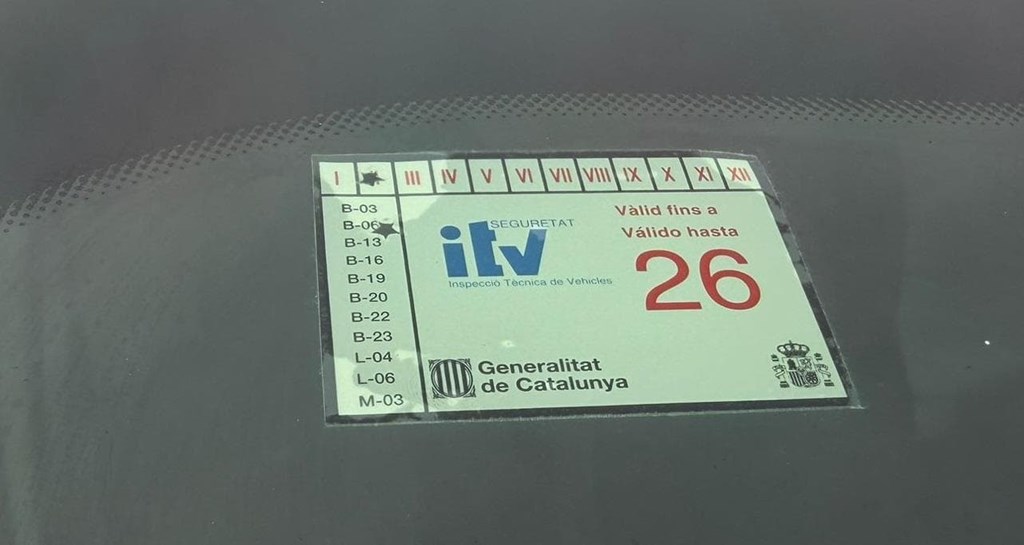 I III IV V VI VII VIII IX X XI XII
B-03
B-06
B-13
B-16
B-19
B-20
B-22
B-23
L-04
L-06
M-03
SEGURETAT
itv
Inspecció Tècnica de Vehicles
Vàlid fins a
Válido hasta
26
Generalitat
de Catalunya